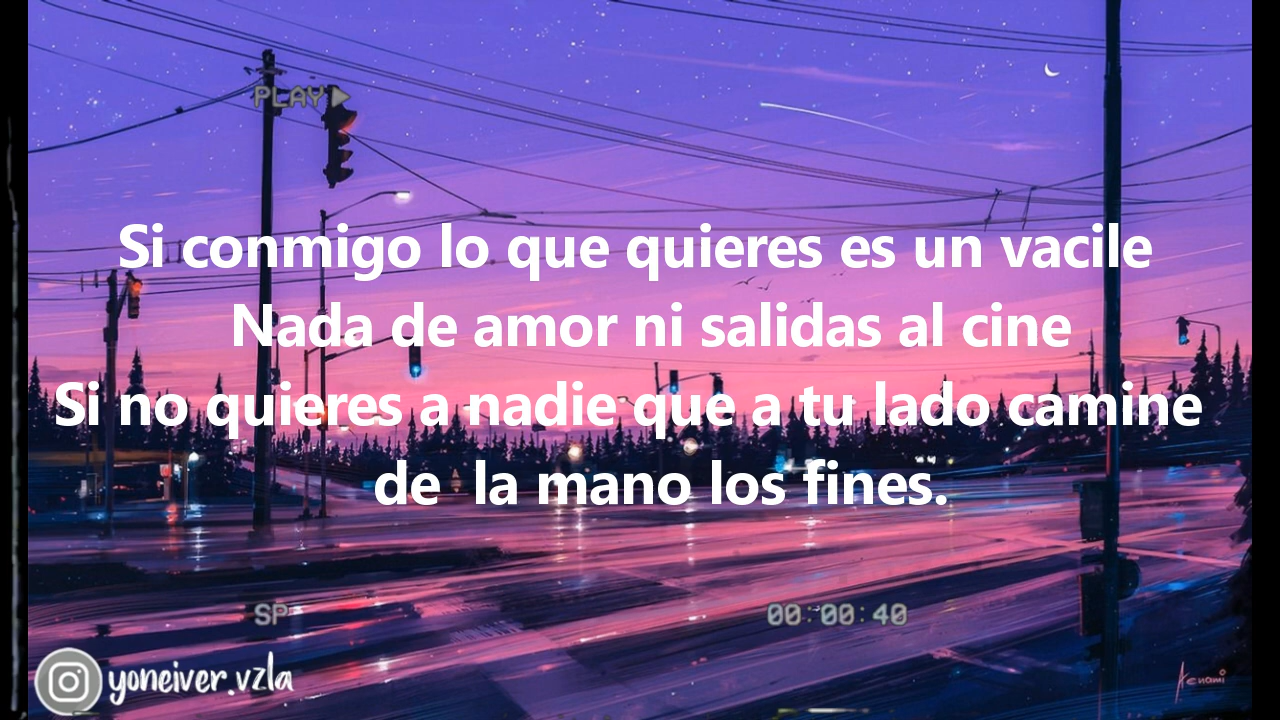 PLAY
Si conmigo lo que quieres es un vacile
Nada de amor ni salidas al cine
Si no quieres a nadie que a tu lado camine
de la mano los fines.
SP
00:00:40
yoneiver.vzla
Aenami